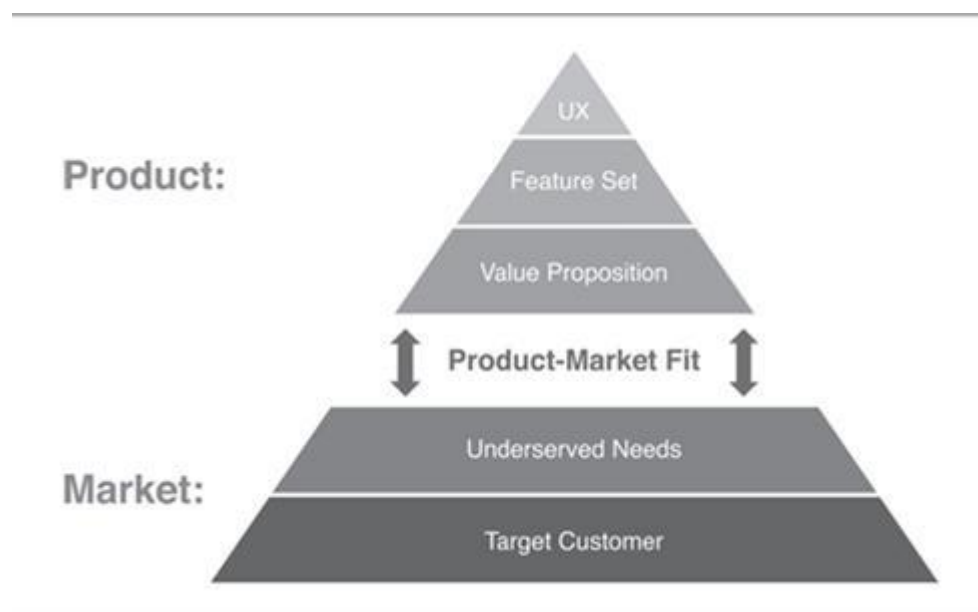 UX
Product:
Feature Set
Value Proposition
Product-Market Fit
Underserved Needs
Market:
Target Customer